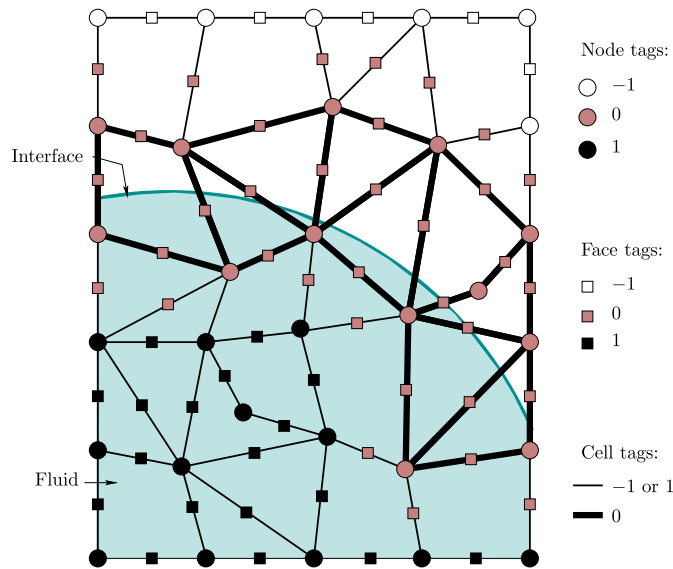 Node tags:
−1
0
1
Interface
Face tags:
−1
0
1
Cell tags:
Fluid
−1 or 1
0